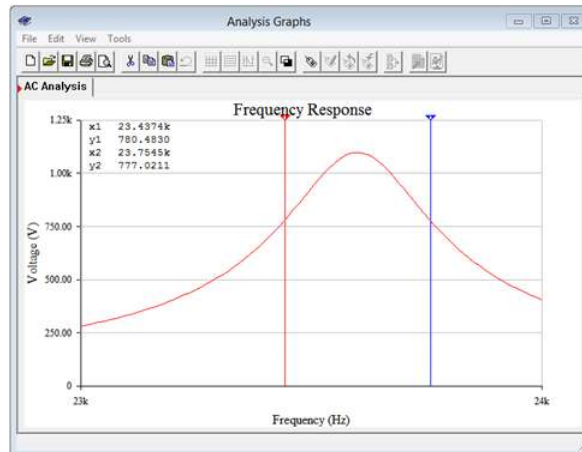 Analysis Graphs
File Edit View Tools
AC Analysis
Frequency Response
x1 23.4374k
y1 780.4830
x2 23.7545k
y2 777.0211
1.25k
1.00k
750.00
500.00
250.00
0
Voltage (V)
23k 24k
Frequency (Hz)